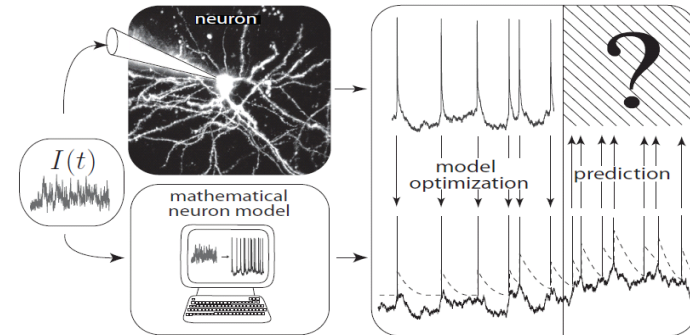 neuron
?
I(t)
model
optimization
prediction
mathematical
neuron model